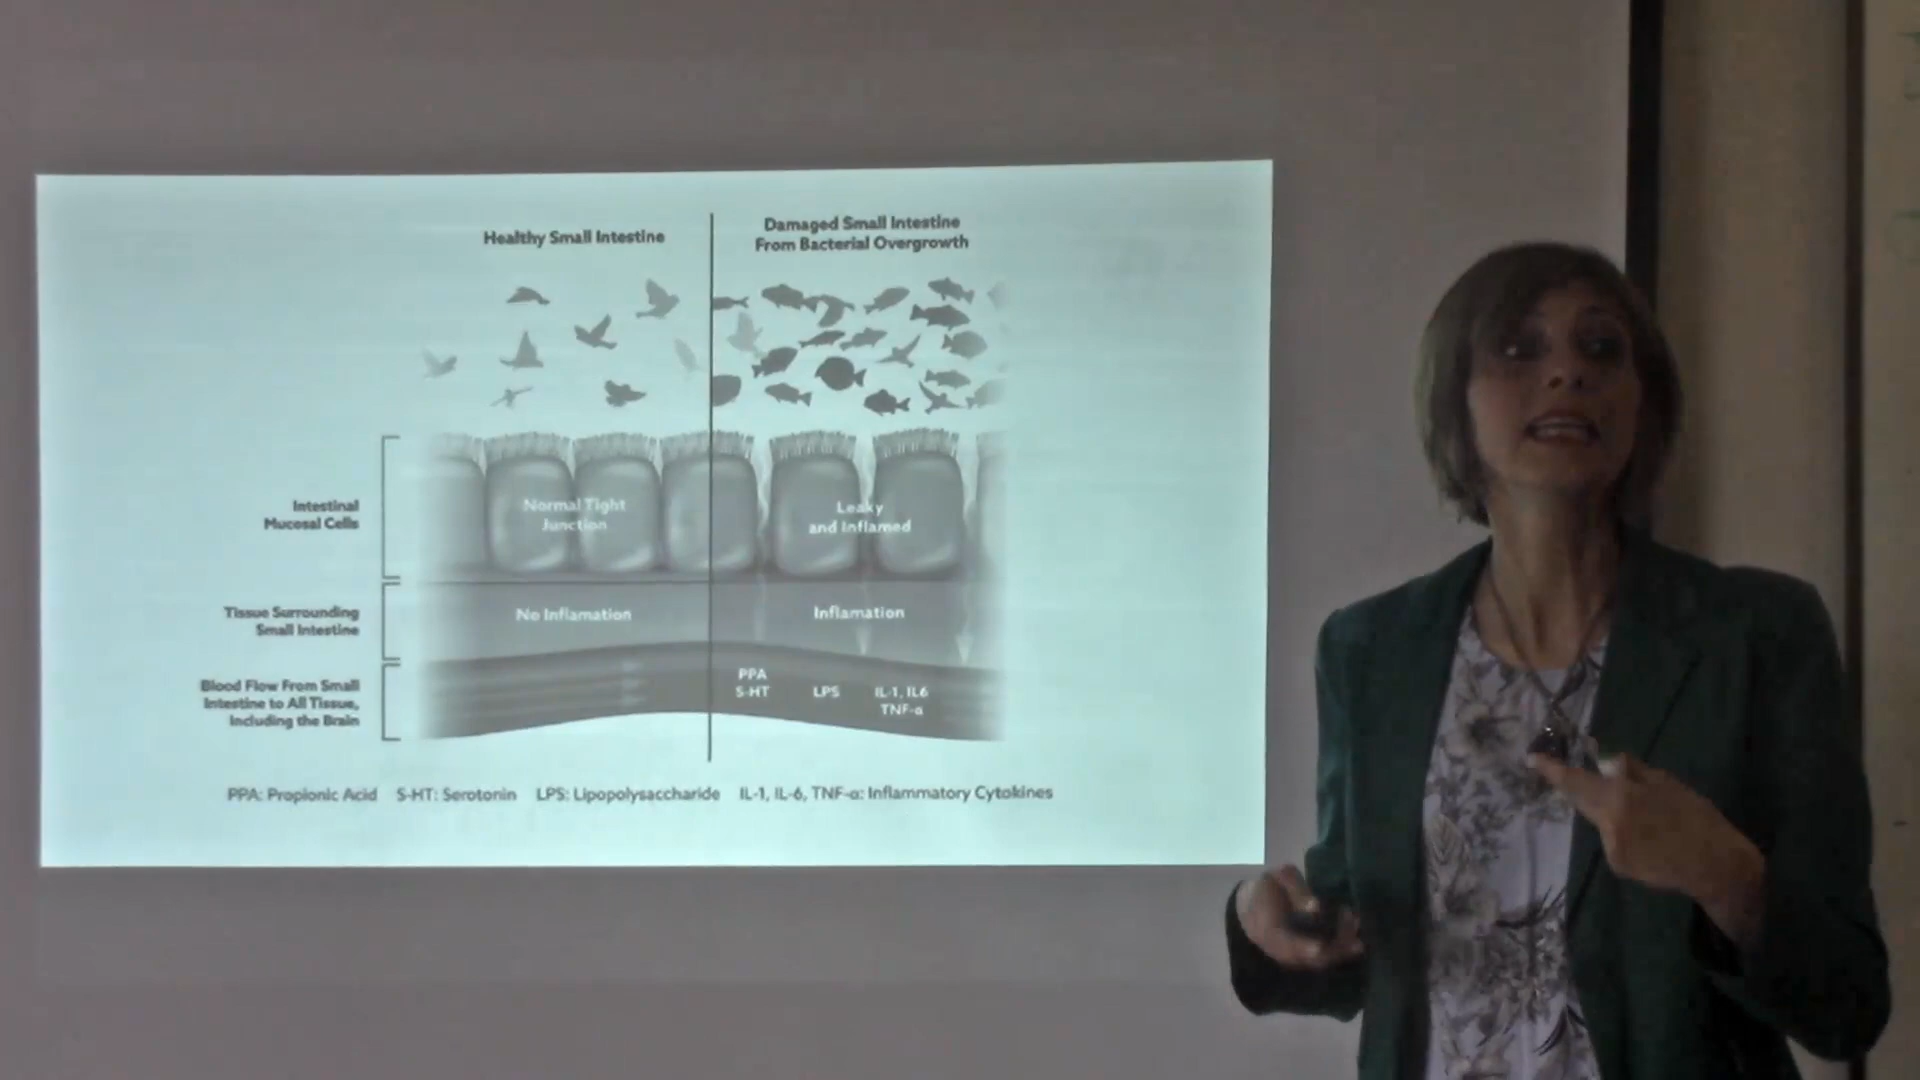 Healthy Small Intestine
Damaged Small Intestine
From Bacterial Overgrowth
Intestinal
Mucosal Cells
Normal Tight
Junction
Leaky
and Inflamed
Tissue Surrounding
Small Intestine
No Inflamation
Inflamation
Blood Flow From Small
Intestine to All Tissue,
Including the Brain
PPA
S-HT
LPS
IL-1, IL6
TNF-α
PPA: Propionic Acid S-HT: Serotonin LPS: Lipopolysaccharide IL-1, IL-6, TNF-α: Inflammatory Cytokines